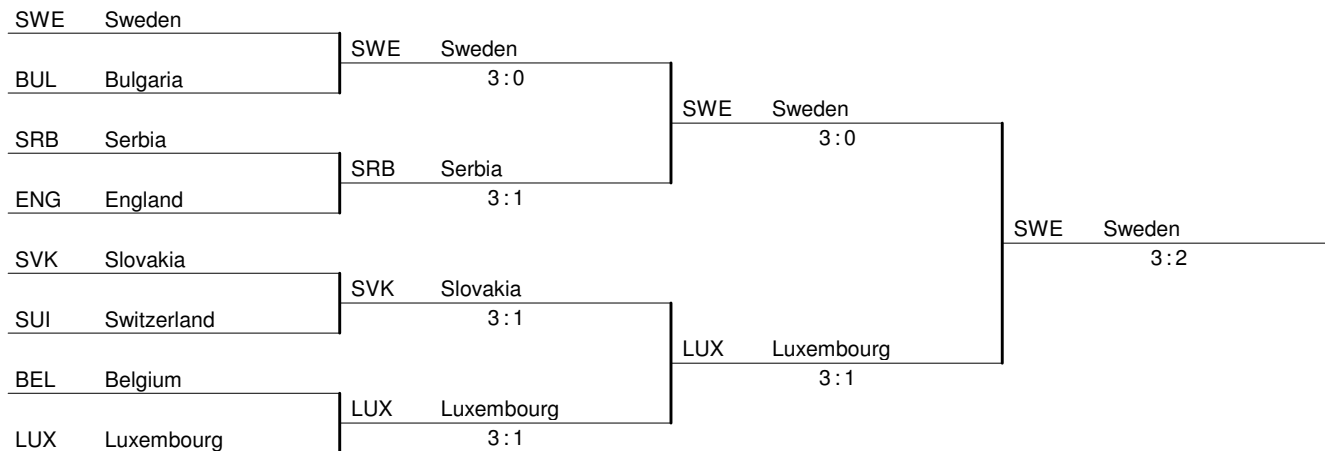 SWE Sweden
SWE Sweden
BUL Bulgaria
3 : 0
SWE Sweden
SRB Serbia
3 : 0
SRB Serbia
ENG England
3 : 1
SWE Sweden
SVK Slovakia
3 : 2
SVK Slovakia
SUI Switzerland
3 : 1
LUX Luxembourg
BEL Belgium
3 : 1
LUX Luxembourg
LUX Luxembourg
3 : 1